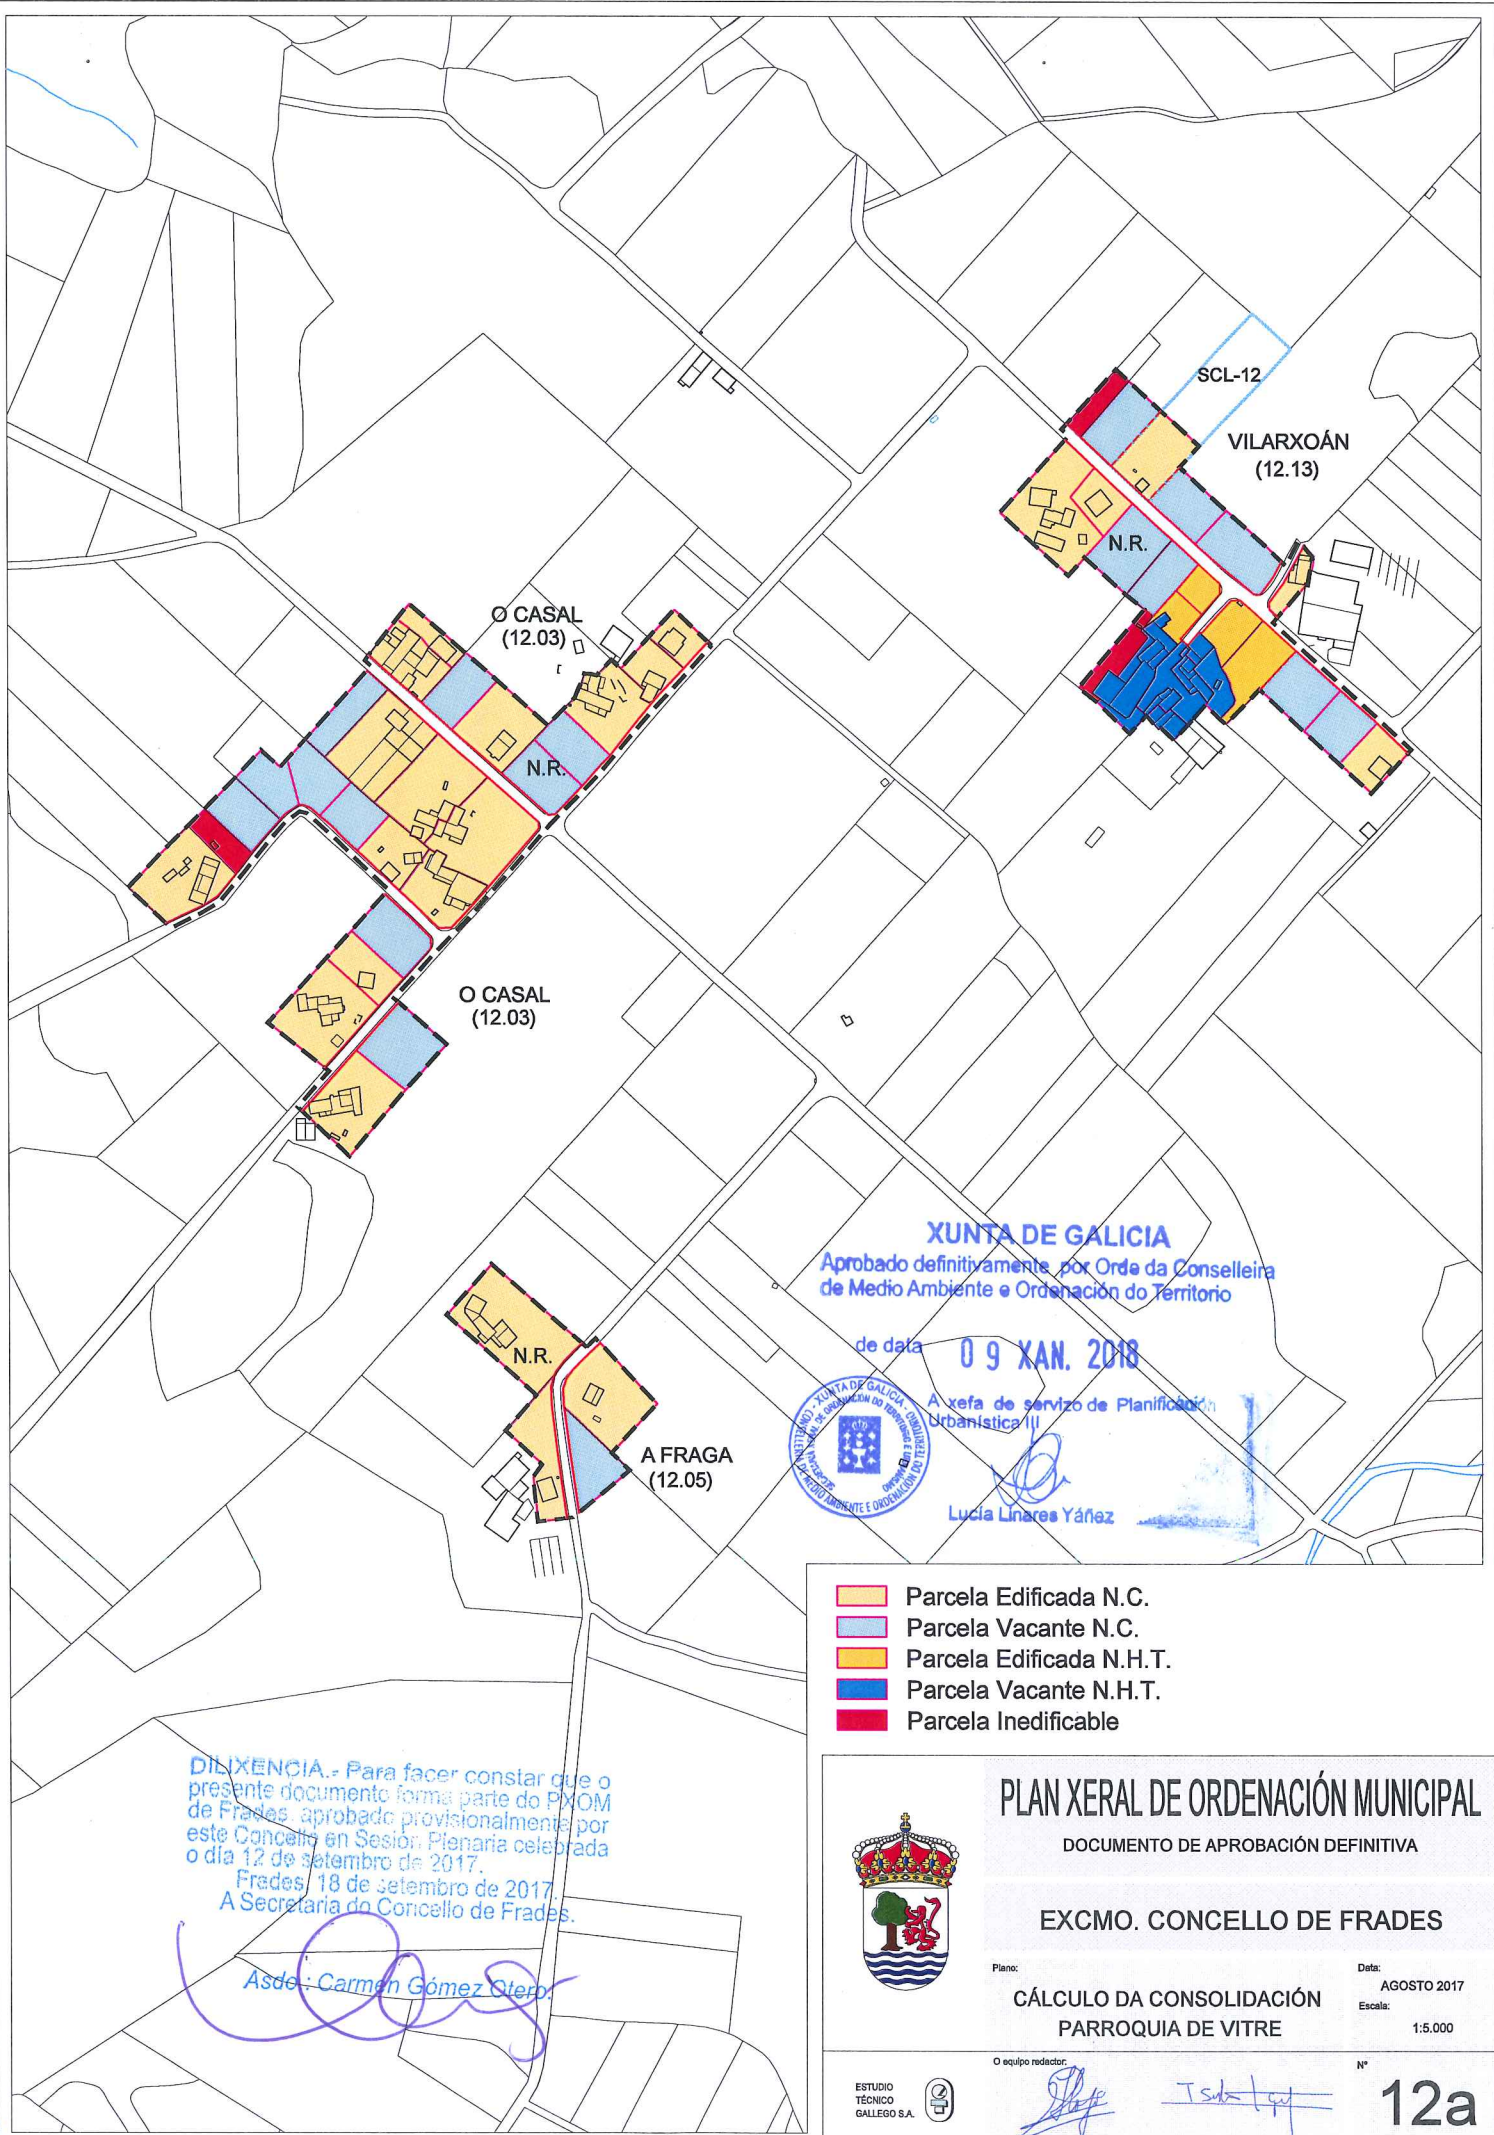 SCL-12
VILARXOÁN
(12.13)
N.R.
O CASAL
(12.03)
N.R.
O CASAL
(12.03)
XUNTA DE GALICIA
Aprobado definitivamente por Orde da Conselleira
de Medio Ambiente e Ordenación do Territorio
de data 09 XAN. 2018
A xefa de servizo de Planificación
Urbanística III
Lucía Linares Yáñez
N.R.
A FRAGA
(12.05)
Parcela Edificada N.C.
Parcela Vacante N.C.
Parcela Edificada N.H.T.
Parcela Vacante N.H.T.
Parcela Inedificable
DILIXENCIA.- Para facer constar que o
presente documento forma parte do PXOM
de Frades, aprobado provisionalmente por
este Concello en Sesión Plenaria celebrada
o día 12 de setembro de 2017.
Frades, 18 de setembro de 2017
A Secretaria do Concello de Frades.
Asdo.: Carmen Gómez Otero.
PLAN XERAL DE ORDENACIÓN MUNICIPAL
DOCUMENTO DE APROBACIÓN DEFINITIVA
EXCMO. CONCELLO DE FRADES
Plano:
CÁLCULO DA CONSOLIDACIÓN
PARROQUIA DE VITRE
Data:
AGOSTO 2017
Escala:
1:5.000
O equipo redactor:
ESTUDIO
TÉCNICO
GALLEGO S.A.
Nº
12a